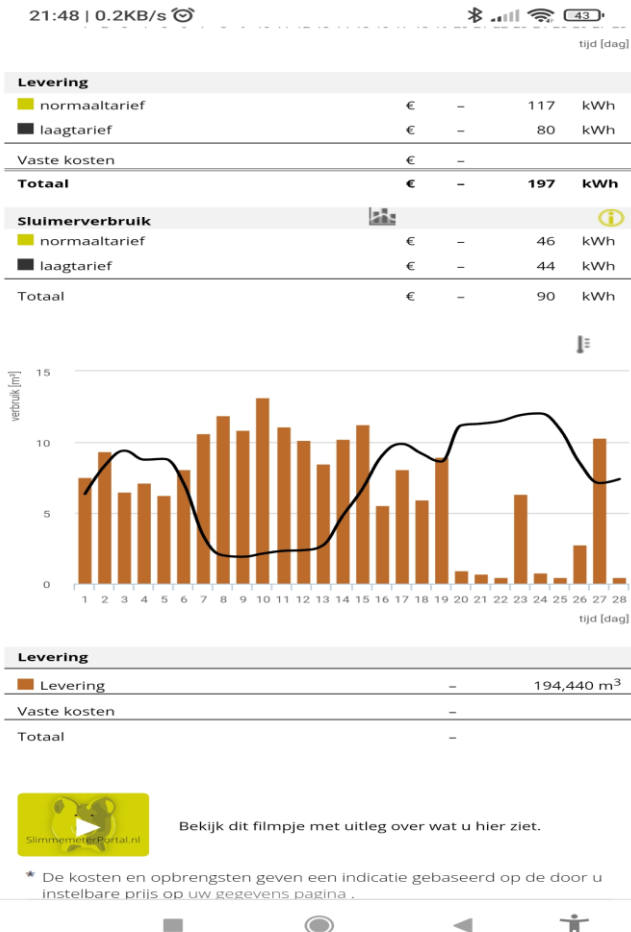 21:48 | 0.2KB/s
43
tijd [dag]
Levering
normaaltarief € – 117 kWh
laagtarief € – 80 kWh
Vaste kosten € –
Totaal € – 197 kWh
Sluimerverbruik
normaaltarief € – 46 kWh
laagtarief € – 44 kWh
Totaal € – 90 kWh
verbruik [m³]
15
10
5
0
1 2 3 4 5 6 7 8 9 10 11 12 13 14 15 16 17 18 19 20 21 22 23 24 25 26 27 28
tijd [dag]
Levering
Levering – 194,440 m³
Vaste kosten –
Totaal –
SlimmemeterPortal.nl
Bekijk dit filmpje met uitleg over wat u hier ziet.
* De kosten en opbrengsten geven een indicatie gebaseerd op de door u
instelbare prijs op uw gegevens pagina .